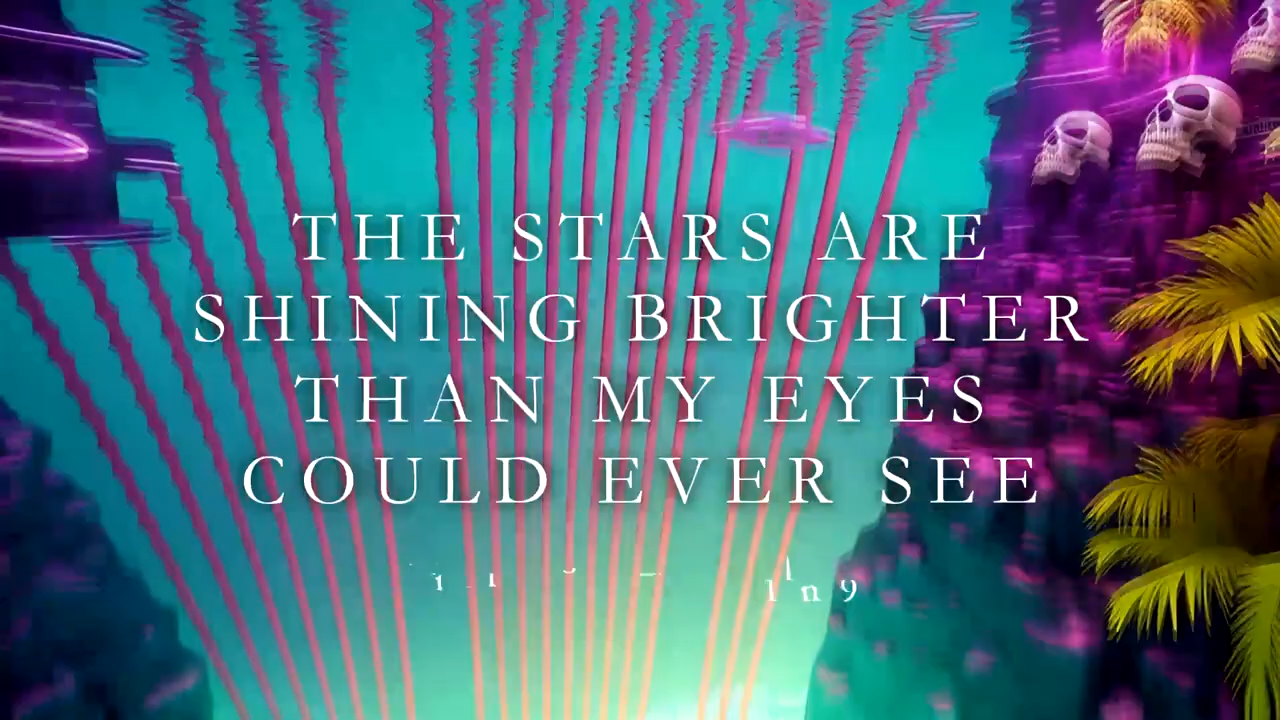 THE STARS ARE
SHINING BRIGHTER
THAN MY EYES
COULD EVER SEE